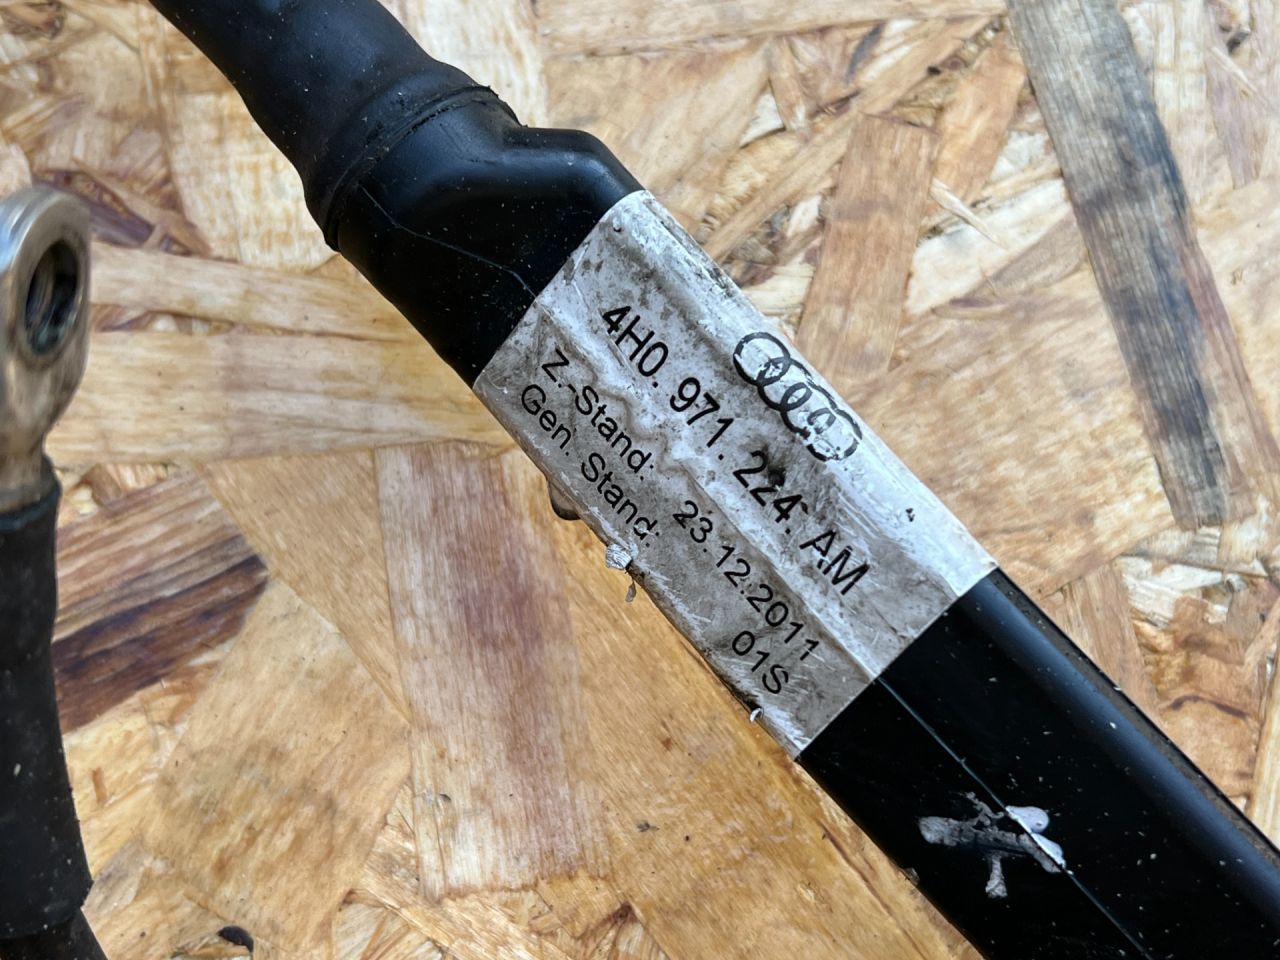 4H0. 971. 224. AM
Z.-Stand: 23.12.2011
Gen. Stand: 01S